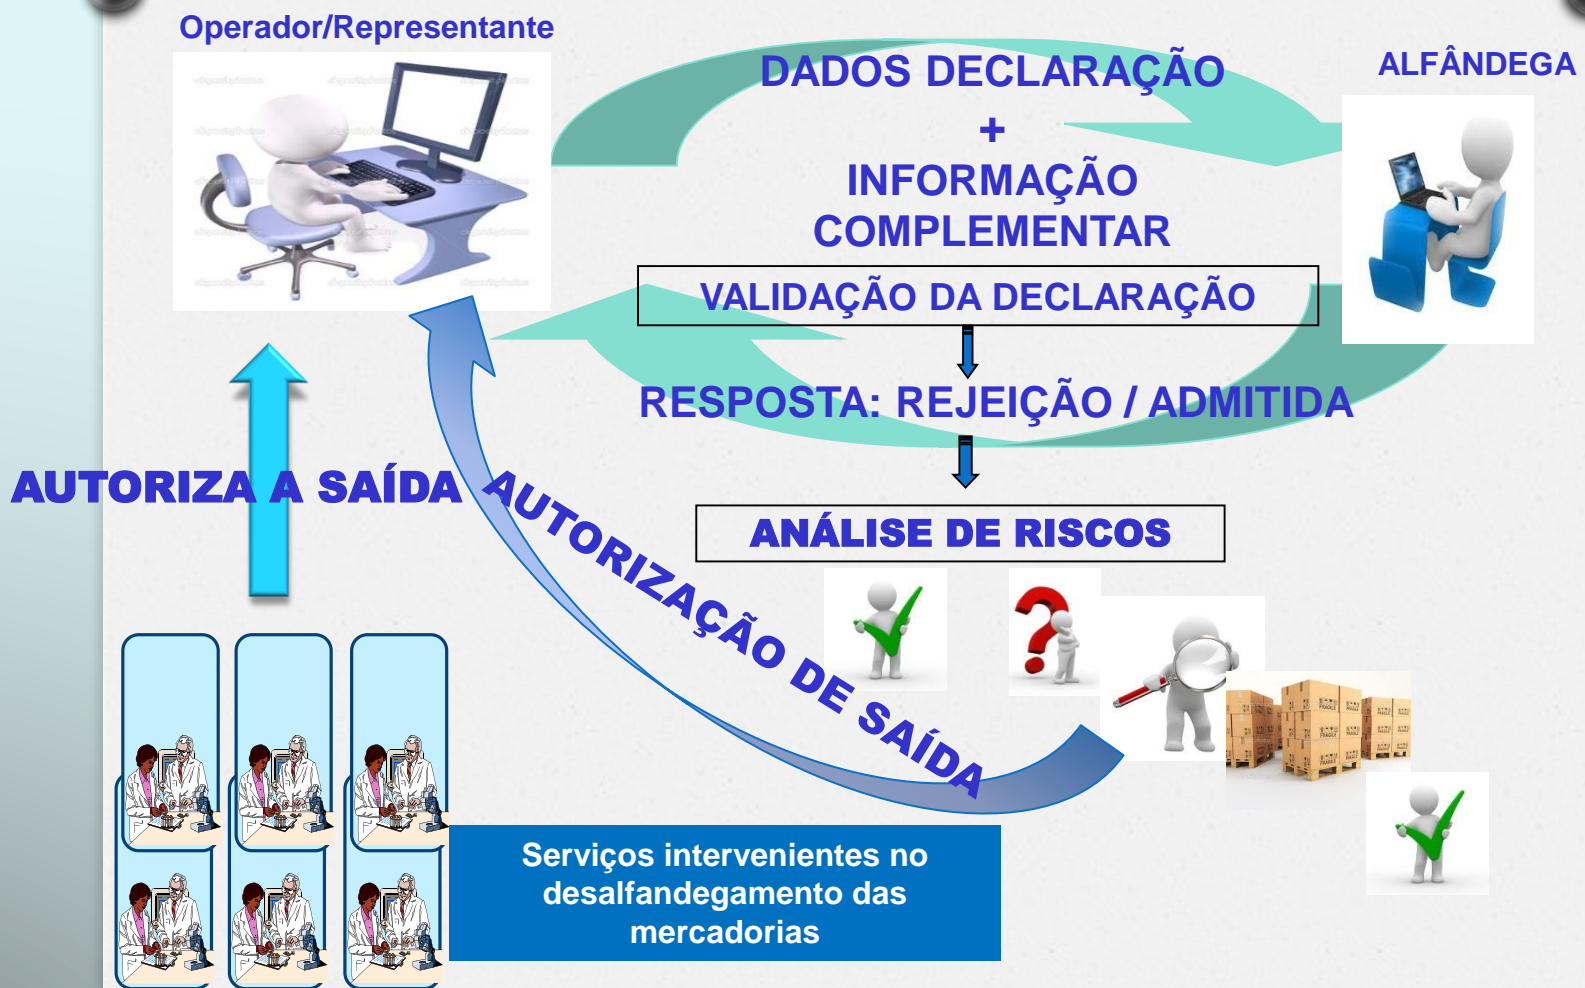 Operador/Representante
DADOS DECLARAÇÃO
+
INFORMAÇÃO
COMPLEMENTAR
ALFÂNDEGA
VALIDAÇÃO DA DECLARAÇÃO
RESPOSTA: REJEIÇÃO / ADMITIDA
AUTORIZA A SAÍDA
AUTORIZAÇÃO DE SAÍDA
ANÁLISE DE RISCOS
Serviços intervenientes no
desalfandegamento das
mercadorias